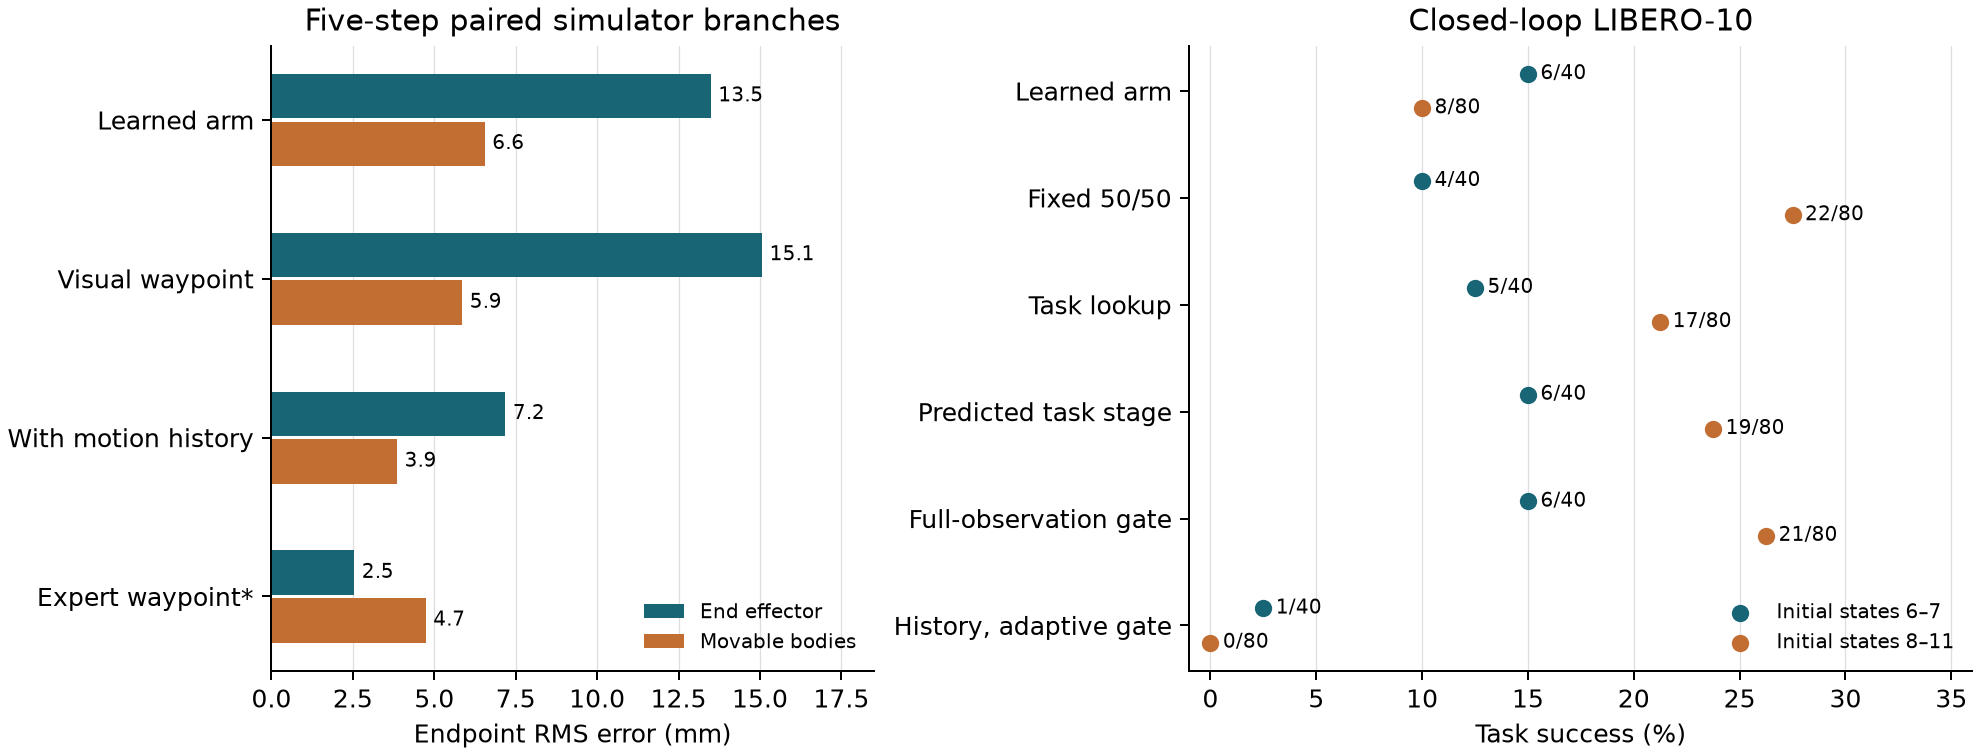 Five-step paired simulator branches
Learned arm
13.5
6.6
Visual waypoint
15.1
5.9
With motion history
7.2
3.9
Expert waypoint*
2.5
4.7
End effector
Movable bodies
0.0 2.5 5.0 7.5 10.0 12.5 15.0 17.5
Endpoint RMS error (mm)
Closed-loop LIBERO-10
Learned arm
6/40
8/80
Fixed 50/50
4/40
22/80
Task lookup
5/40
17/80
Predicted task stage
6/40
19/80
Full-observation gate
6/40
21/80
History, adaptive gate
1/40
0/80
Initial states 6–7
Initial states 8–11
0 5 10 15 20 25 30 35
Task success (%)